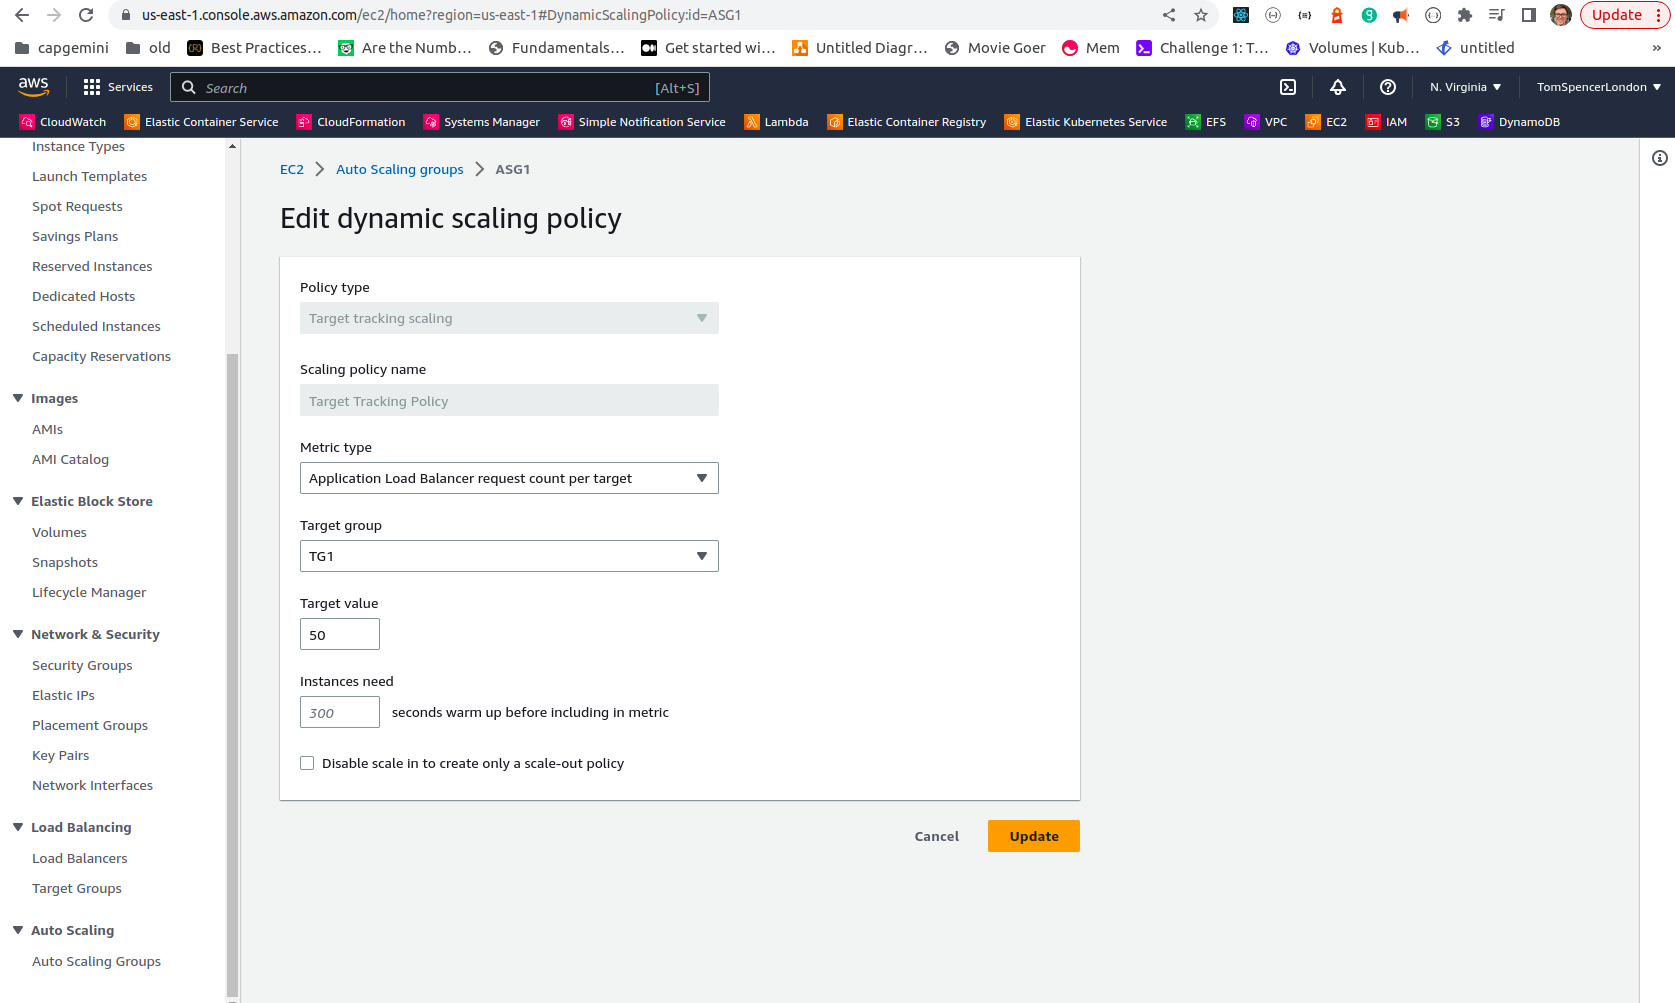 us-east-1.console.aws.amazon.com/ec2/home?region=us-east-1#DynamicScalingPolicy:id=ASG1
Update
capgemini old Best Practices... Are the Numb... Fundamentals... Get started wi... Untitled Diagr... Movie Goer Mem Challenge 1: T... Volumes | Kub... untitled »
aws Services Search [Alt+S] N. Virginia TomSpencerLondon
CloudWatch Elastic Container Service CloudFormation Systems Manager Simple Notification Service Lambda Elastic Container Registry Elastic Kubernetes Service EFS VPC EC2 IAM S3 DynamoDB
Instance Types
Launch Templates
Spot Requests
Savings Plans
Reserved Instances
Dedicated Hosts
Scheduled Instances
Capacity Reservations
Images
AMIs
AMI Catalog
Elastic Block Store
Volumes
Snapshots
Lifecycle Manager
Network & Security
Security Groups
Elastic IPs
Placement Groups
Key Pairs
Network Interfaces
Load Balancing
Load Balancers
Target Groups
Auto Scaling
Auto Scaling Groups
EC2 > Auto Scaling groups > ASG1
Edit dynamic scaling policy
Policy type
Target tracking scaling
Scaling policy name
Target Tracking Policy
Metric type
Application Load Balancer request count per target
Target group
TG1
Target value
50
Instances need
300 seconds warm up before including in metric
Disable scale in to create only a scale-out policy
Cancel Update